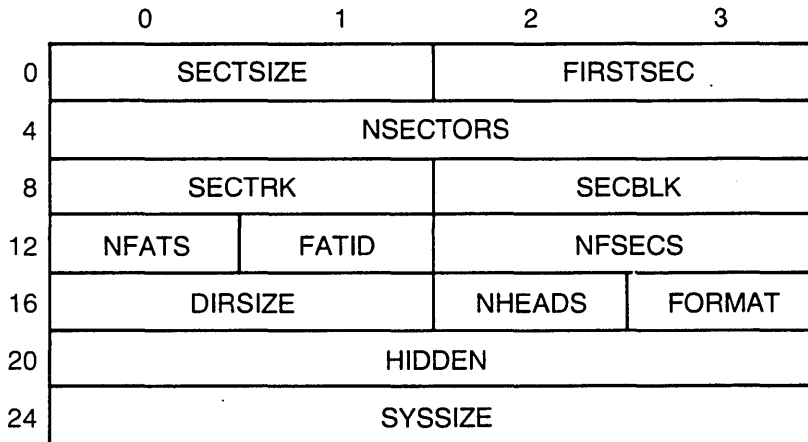 0 1 2 3
0 SECTSIZE FIRSTSEC
4 NSECTORS
8 SECTRK SECBLK
12 NFATS FATID NFSECS
16 DIRSIZE NHEADS FORMAT
20 HIDDEN
24 SYSSIZE